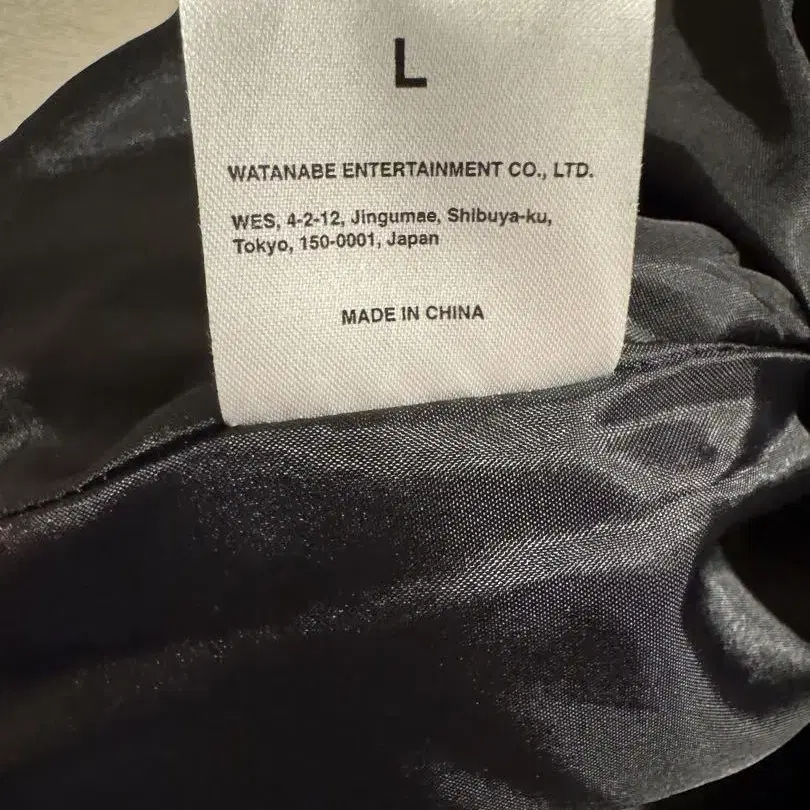 L
WATANABE ENTERTAINMENT CO., LTD.
WES, 4-2-12, Jingumae, Shibuya-ku,
Tokyo, 150-0001, Japan
MADE IN CHINA